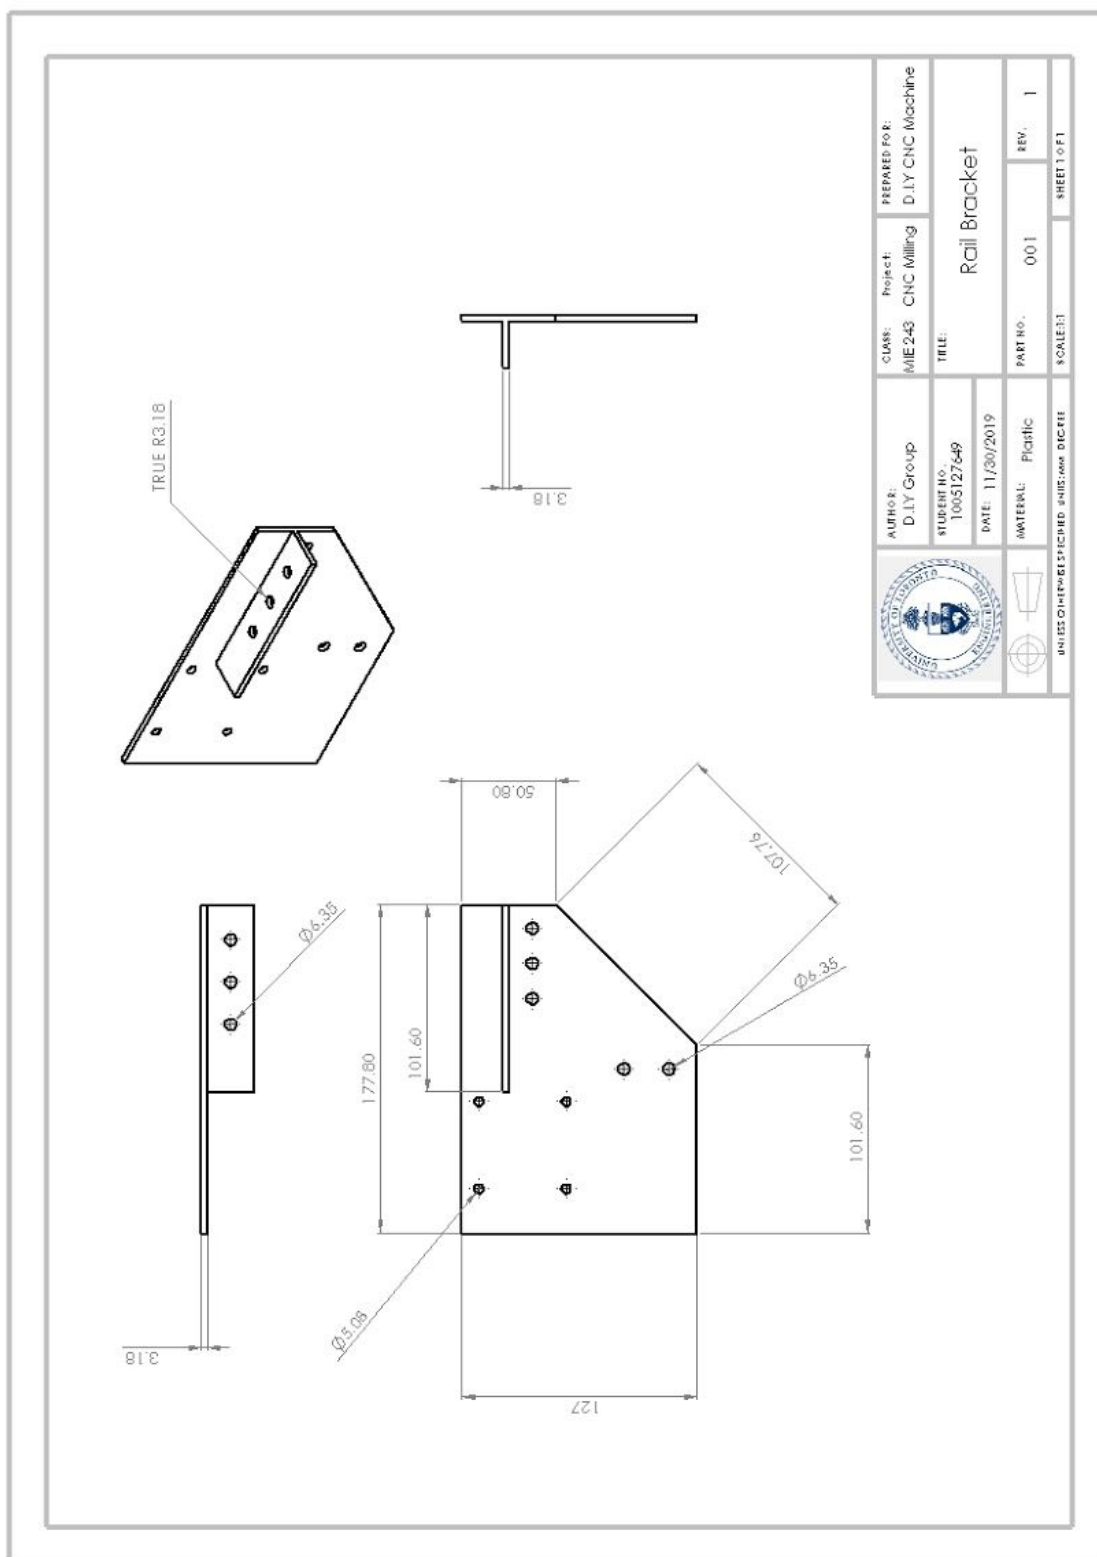 TRUE R3.18
3.18
Ø6.35
3.18
177.80
101.60
50.80
107.76
Ø6.35
Ø5.08
127
101.60
UNIVERSITY OF TORONTO
AUTHOR:
D.I.Y Group
CLASS:
MIE243
Project:
CNC Milling
PREPARED FOR:
D.I.Y CNC Machine
STUDENT NO.
1005127649
DATE: 11/30/2019
TITLE:
Rail Bracket
MATERIAL: Plastic
PART NO. 001
REV. 1
UNLESS OTHERWISE SPECIFIED UNITS:MM DEGREE
SCALE:1:1
SHEET 1 OF 1